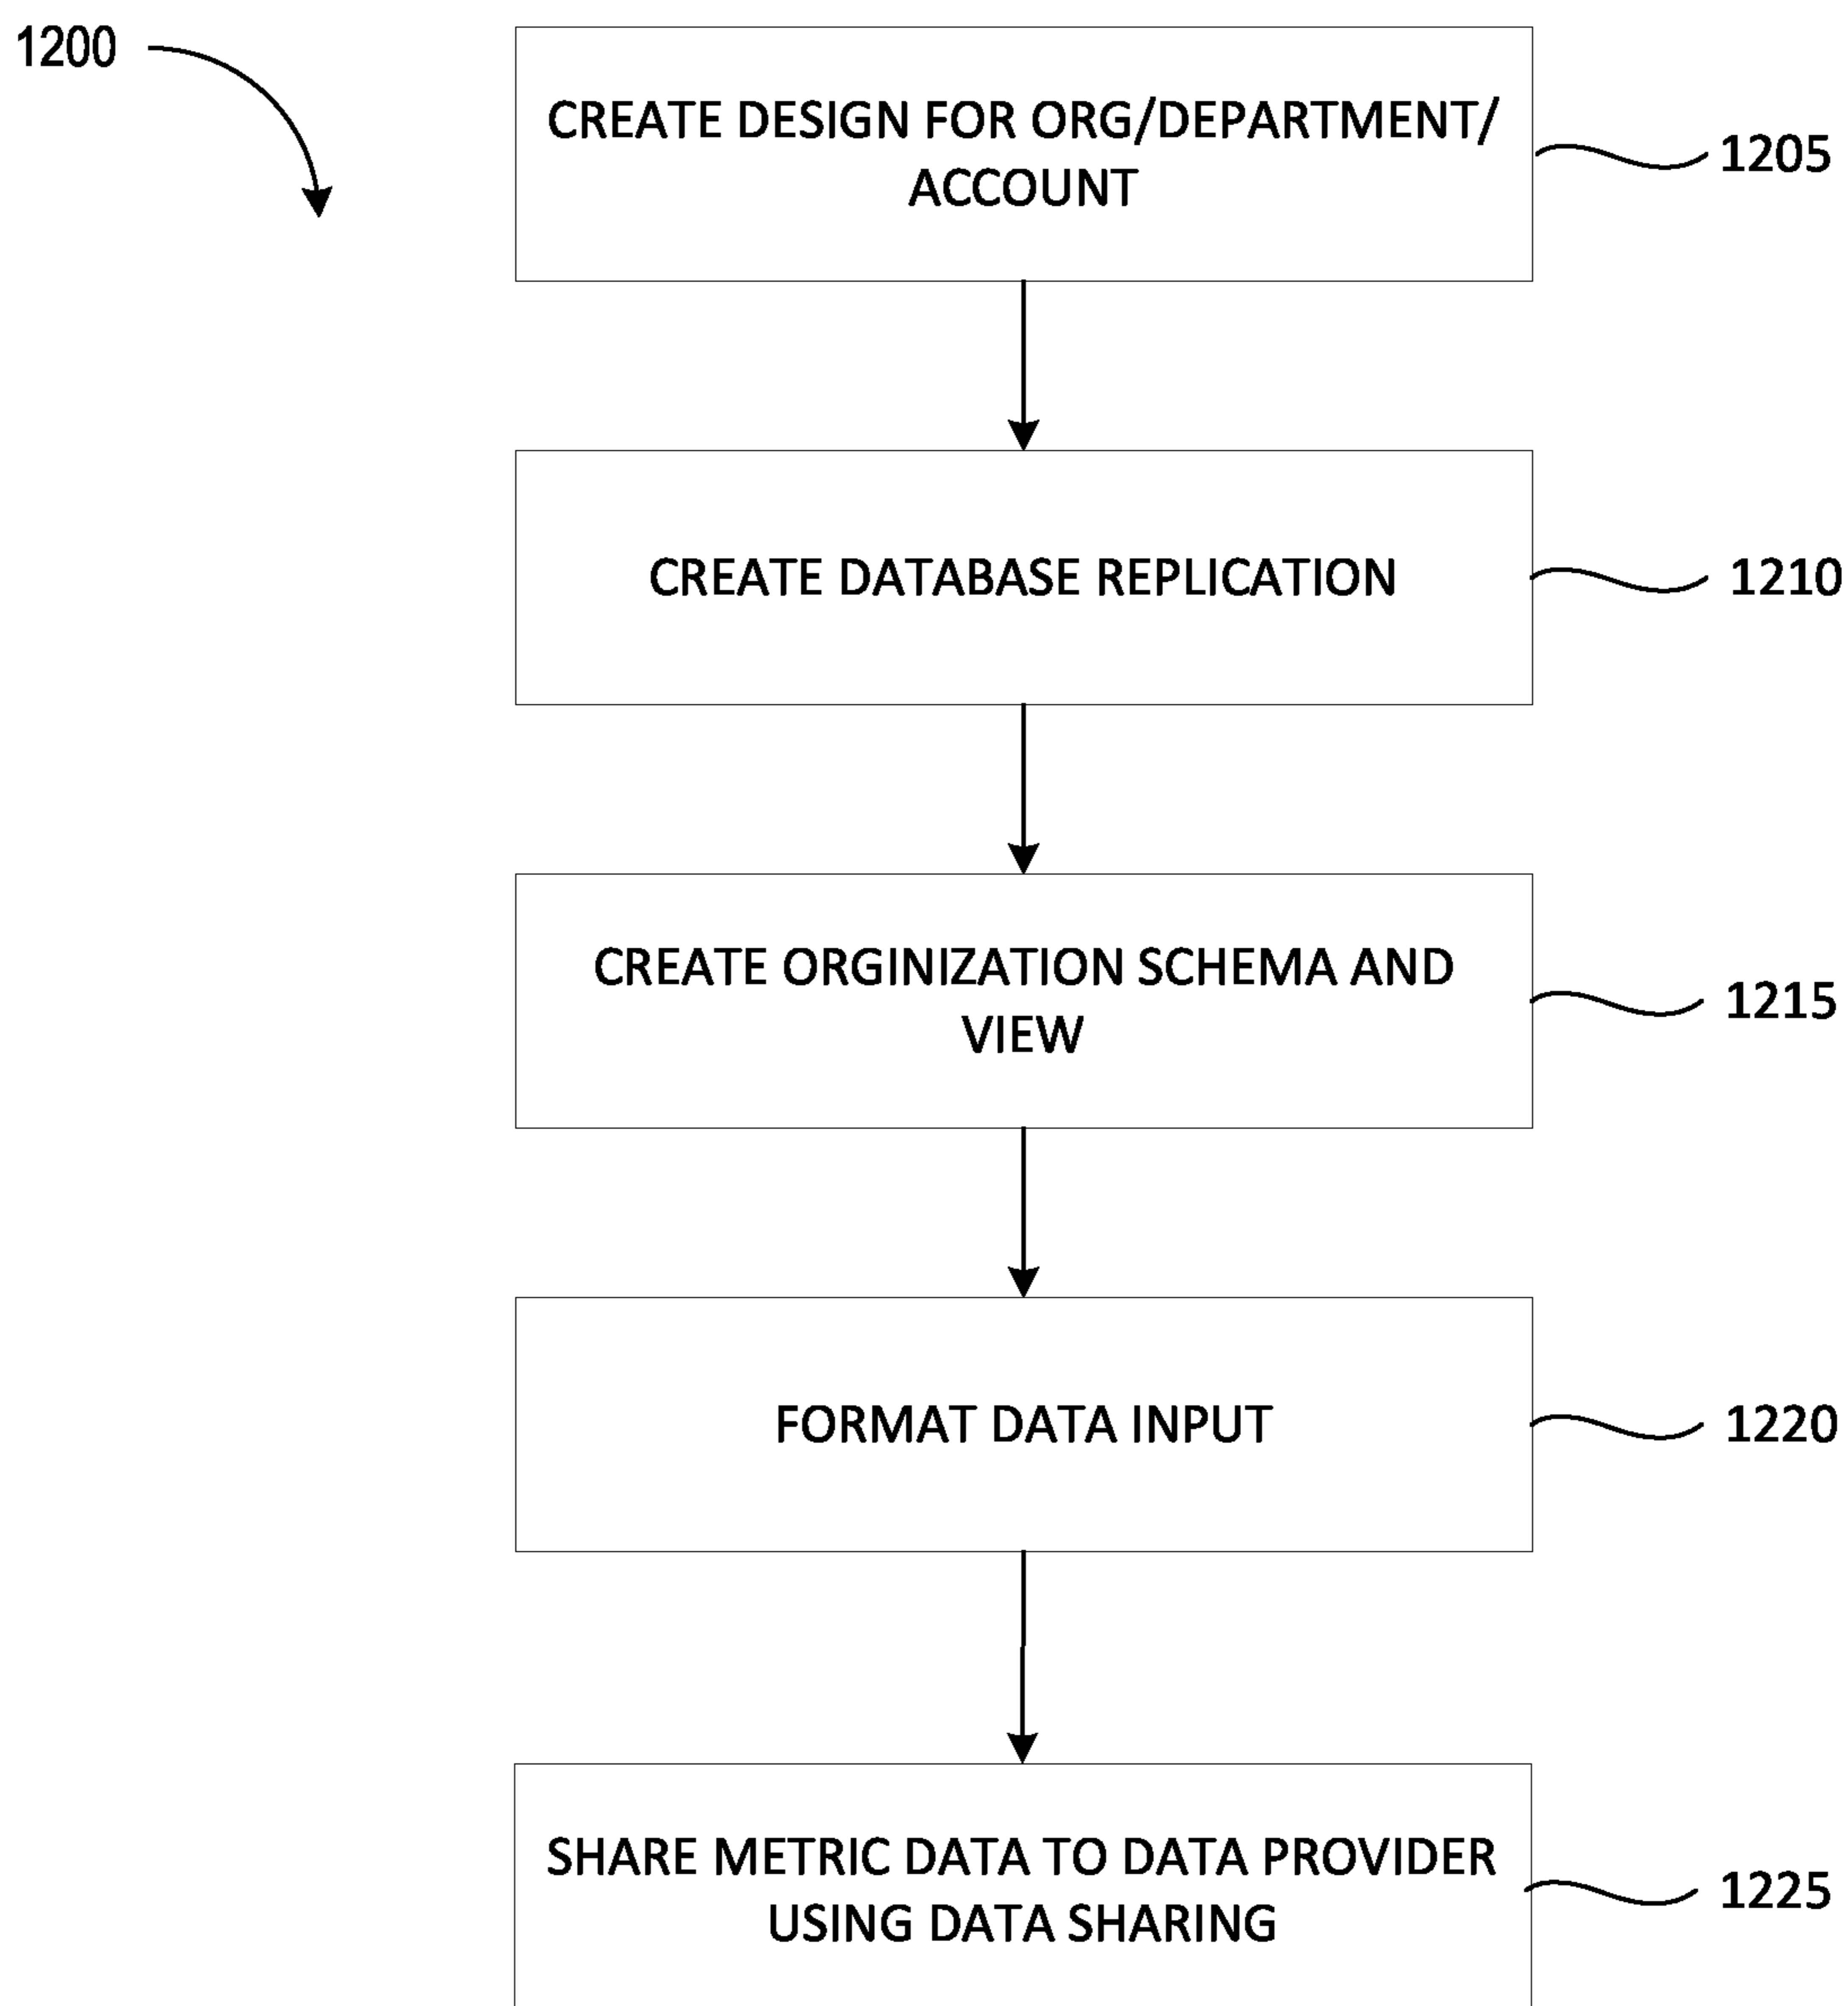 1200
CREATE DESIGN FOR ORG/DEPARTMENT/
ACCOUNT
1205
CREATE DATABASE REPLICATION
1210
CREATE ORGINIZATION SCHEMA AND
VIEW
1215
FORMAT DATA INPUT
1220
SHARE METRIC DATA TO DATA PROVIDER
USING DATA SHARING
1225